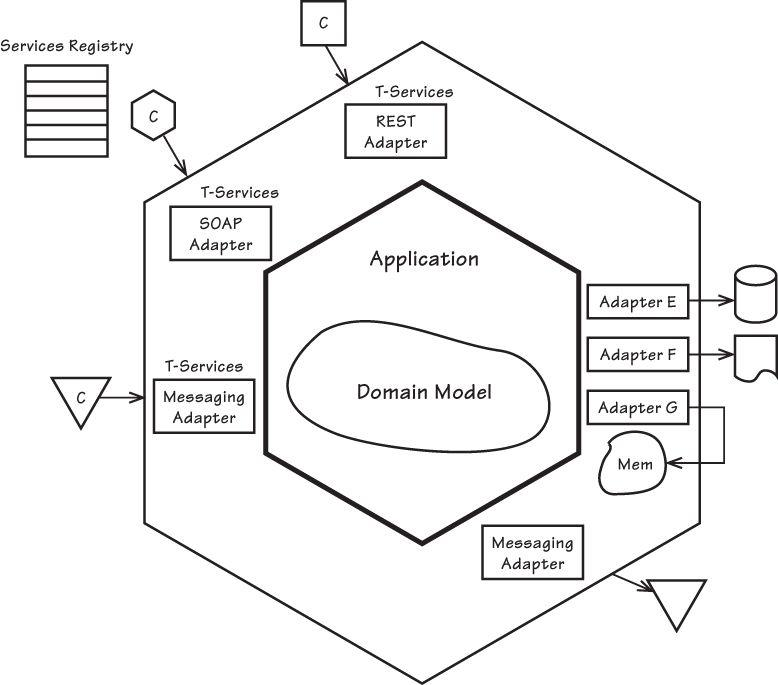 C
Services Registry
T-Services
REST
Adapter
C
T-Services
SOAP
Adapter
Application
Adapter E
Adapter F
T-Services
Messaging
Adapter
C
Domain Model
Adapter G
Mem
Messaging
Adapter